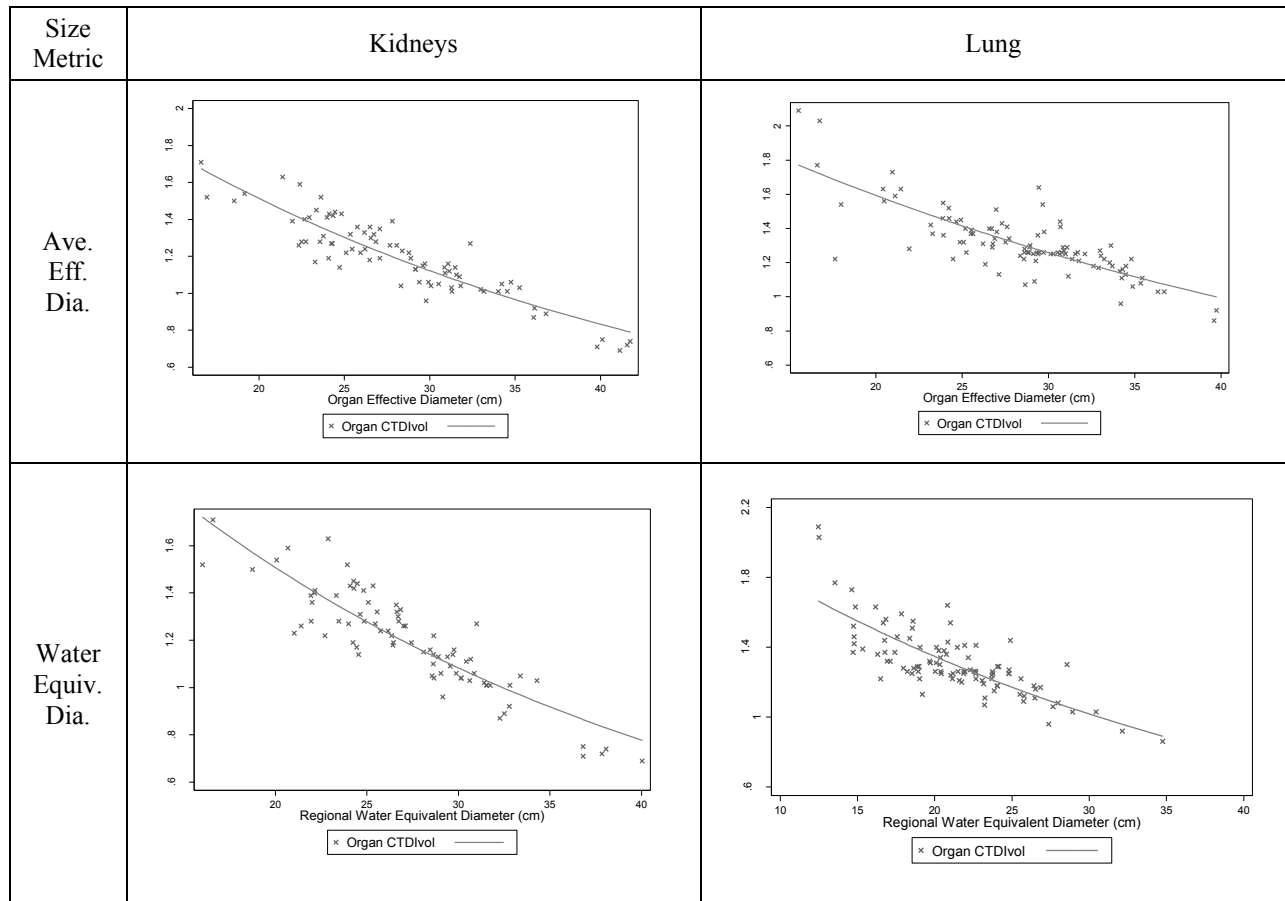 Size
Metric
Kidneys
Lung
Ave.
Eff.
Dia.
2
1.8
1.6
1.4
1.2
1
.8
.6
20
25
30
35
40
Organ Effective Diameter (cm)
× Organ CTDIvol
2
1.8
1.6
1.4
1.2
1
.8
.6
20
25
30
35
40
Organ Effective Diameter (cm)
× Organ CTDIvol
Water
Equiv.
Dia.
1.6
1.4
1.2
1
.8
.6
20
25
30
35
40
Regional Water Equivalent Diameter (cm)
× Organ CTDIvol
2.2
1.8
1.4
1
.6
10
15
20
25
30
35
40
Regional Water Equivalent Diameter (cm)
× Organ CTDIvol